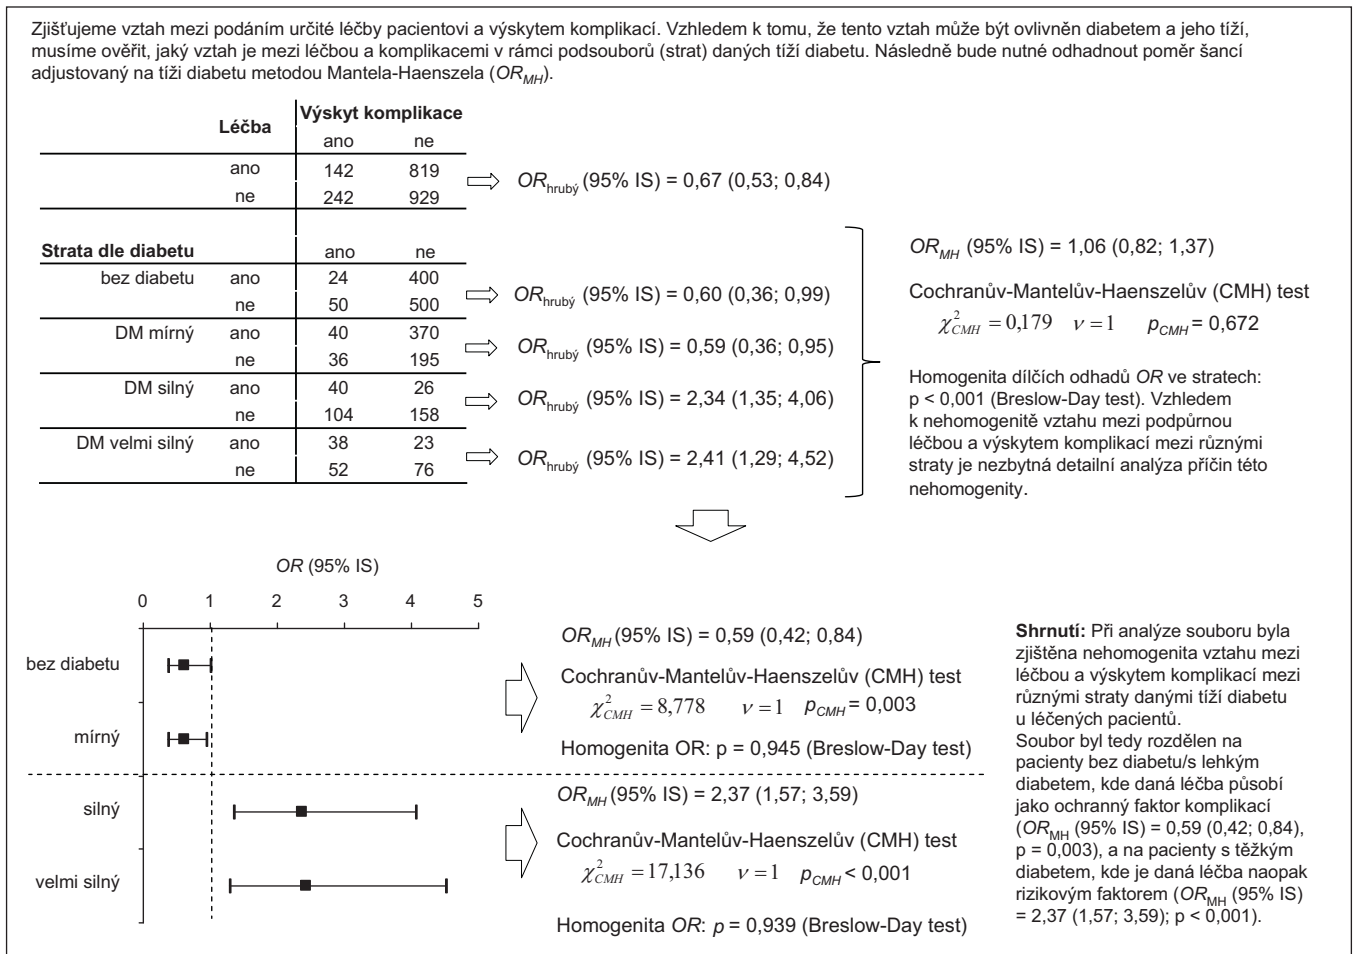 Zjišťujeme vztah mezi podáním určité léčby pacientovi a výskytem komplikací. Vzhledem k tomu, že tento vztah může být ovlivněn diabetem a jeho tíží,
musíme ověřit, jaký vztah je mezi léčbou a komplikacemi v rámci podsouborů (strat) daných tíží diabetu. Následně bude nutné odhadnout poměr šancí
adjustovaný na tíži diabetu metodou Mantela-Haenszela (OR_MH).
Léčba Výskyt komplikace
ano ne
ano 142 819
ne 242 929
OR_hrubý (95% IS) = 0,67 (0,53; 0,84)
Strata dle diabetu ano ne
bez diabetu ano 24 400
ne 50 500
OR_hrubý (95% IS) = 0,60 (0,36; 0,99)
DM mírný ano 40 370
ne 36 195
OR_hrubý (95% IS) = 0,59 (0,36; 0,95)
DM silný ano 40 26
ne 104 158
OR_hrubý (95% IS) = 2,34 (1,35; 4,06)
DM velmi silný ano 38 23
ne 52 76
OR_hrubý (95% IS) = 2,41 (1,29; 4,52)
OR_MH (95% IS) = 1,06 (0,82; 1,37)
Cochranův-Mantelův-Haenszelův (CMH) test
χ²_CMH = 0,179 ν = 1 p_CMH = 0,672
Homogenita dílčích odhadů OR ve stratech:
p < 0,001 (Breslow-Day test). Vzhledem
k nehomogenitě vztahu mezi podpůrnou
léčbou a výskytem komplikací mezi různými
straty je nezbytná detailní analýza příčin této
nehomogenity.
OR (95% IS)
0 1 2 3 4 5
bez diabetu
mírný
silný
velmi silný
OR_MH (95% IS) = 0,59 (0,42; 0,84)
Cochranův-Mantelův-Haenszelův (CMH) test
χ²_CMH = 8,778 ν = 1 p_CMH = 0,003
Homogenita OR: p = 0,945 (Breslow-Day test)
OR_MH (95% IS) = 2,37 (1,57; 3,59)
Cochranův-Mantelův-Haenszelův (CMH) test
χ²_CMH = 17,136 ν = 1 p_CMH < 0,001
Homogenita OR: p = 0,939 (Breslow-Day test)
Shrnutí: Při analýze souboru byla
zjištěna nehomogenita vztahu mezi
léčbou a výskytem komplikací mezi
různými straty danými tíží diabetu
u léčených pacientů.
Soubor byl tedy rozdělen na
pacienty bez diabetu/s lehkým
diabetem, kde daná léčba působí
jako ochranný faktor komplikací
(OR_MH (95% IS) = 0,59 (0,42; 0,84),
p = 0,003), a na pacienty s těžkým
diabetem, kde je daná léčba naopak
rizikovým faktorem (OR_MH (95% IS)
= 2,37 (1,57; 3,59); p < 0,001).